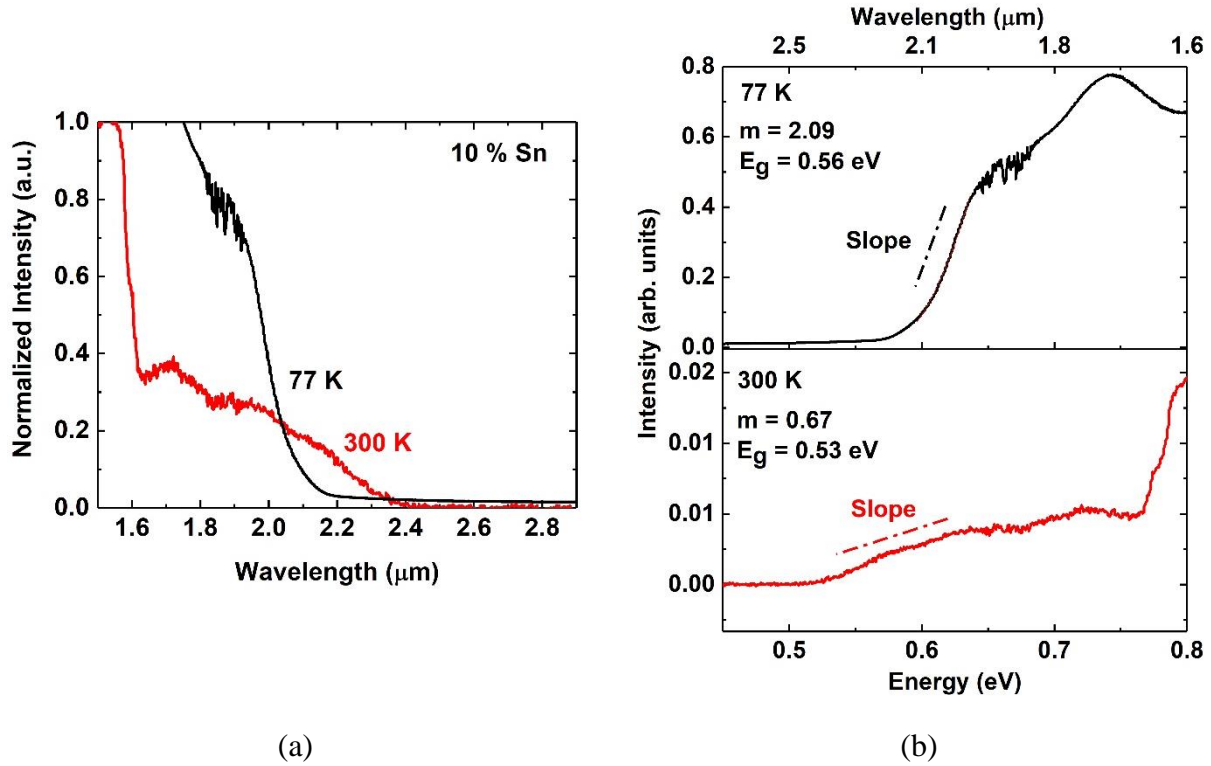 (a)
1.0
0.8
0.6
0.4
0.2
0.0
Normalized Intensity (a.u.)
10 % Sn
77 K
300 K
1.6 1.8 2.0 2.2 2.4 2.6 2.8
Wavelength (μm)
(a)
(b)
Wavelength (μm)
2.5 2.1 1.8 1.6
0.8
0.6
0.4
0.2
0.0
77 K
m = 2.09
Eg = 0.56 eV
Slope
Intensity (arb. units)
0.02
0.01
0.01
0.00
300 K
m = 0.67
Eg = 0.53 eV
Slope
0.5 0.6 0.7 0.8
Energy (eV)
(b)